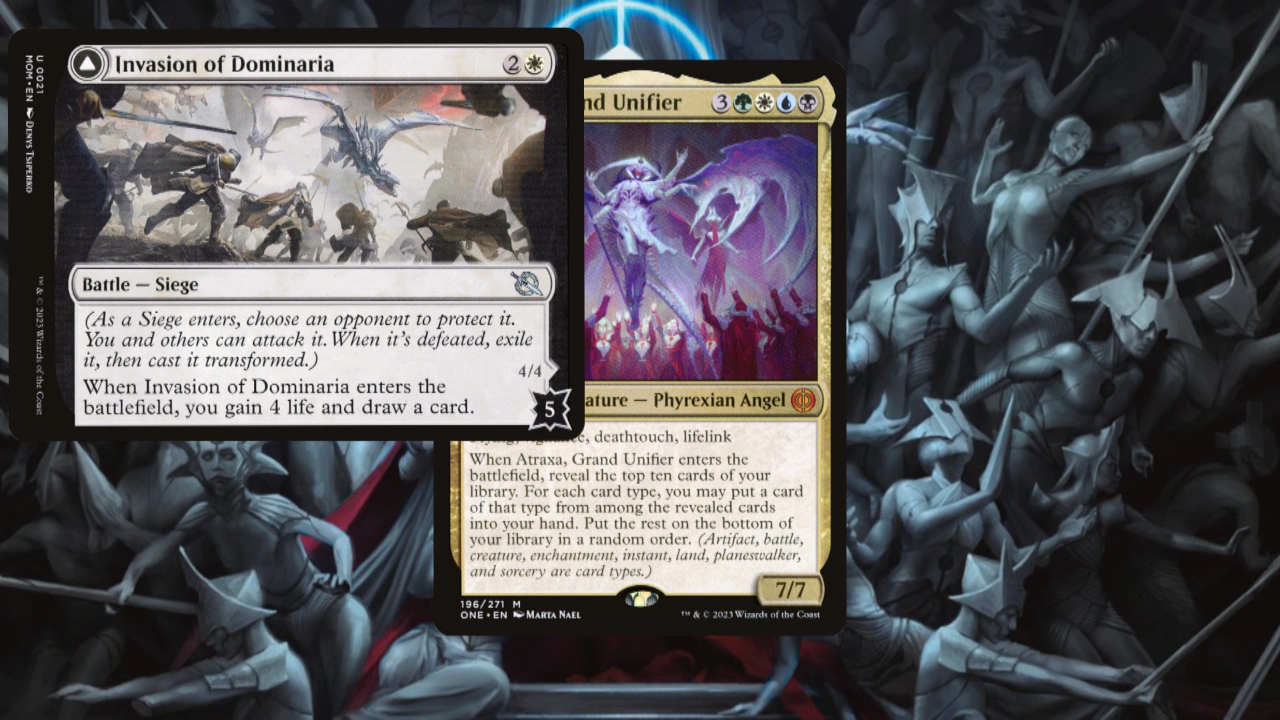 Invasion of Dominaria 2
U 0021
MOM • EN DENYS TSIPERKO
™ & © 2023 Wizards of the Coast
Battle — Siege
(As a Siege enters, choose an opponent to protect it.
You and others can attack it. When it's defeated, exile
it, then cast it transformed.)
4/4
When Invasion of Dominaria enters the
battlefield, you gain 4 life and draw a card.
5
nd Unifier 3
ature — Phyrexian Angel
deathtouch, lifelink
When Atraxa, Grand Unifier enters the
battlefield, reveal the top ten cards of your
library. For each card type, you may put a card
of that type from among the revealed cards
into your hand. Put the rest on the bottom of
your library in a random order. (Artifact, battle,
creature, enchantment, instant, land, planeswalker,
and sorcery are card types.)
7/7
196/271 M
ONE • EN MARTA NAEL
™ & © 2023 Wizards of the Coast